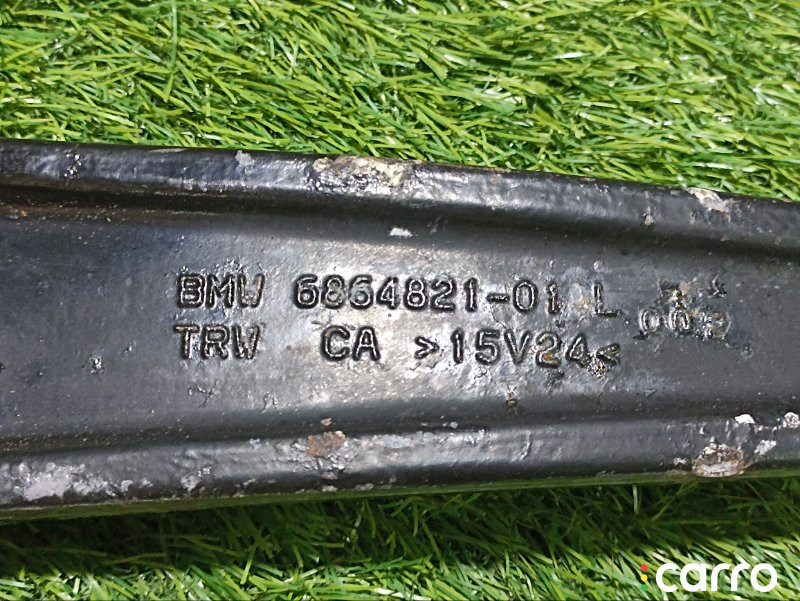 BMW 6864821-01 L
TRW CA >15V24<
carro